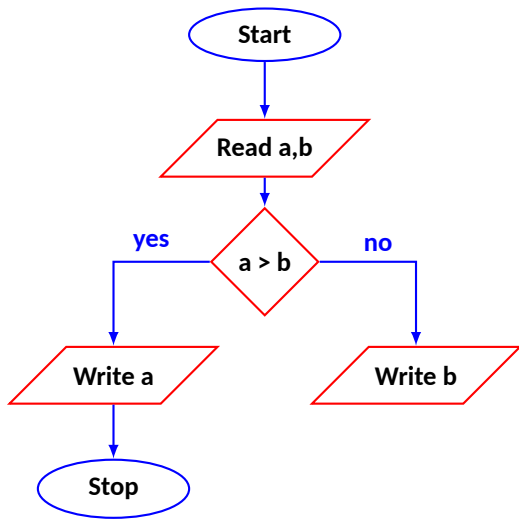 Start
Read a,b
yes
no
a > b
Write a
Write b
Stop